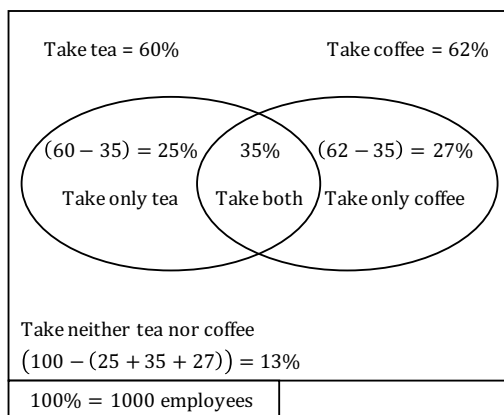 Take tea = 60% Take coffee = 62%
(60 − 35) = 25% 35% (62 − 35) = 27%
Take only tea Take both Take only coffee
Take neither tea nor coffee
(100 − (25 + 35 + 27)) = 13%
100% = 1000 employees